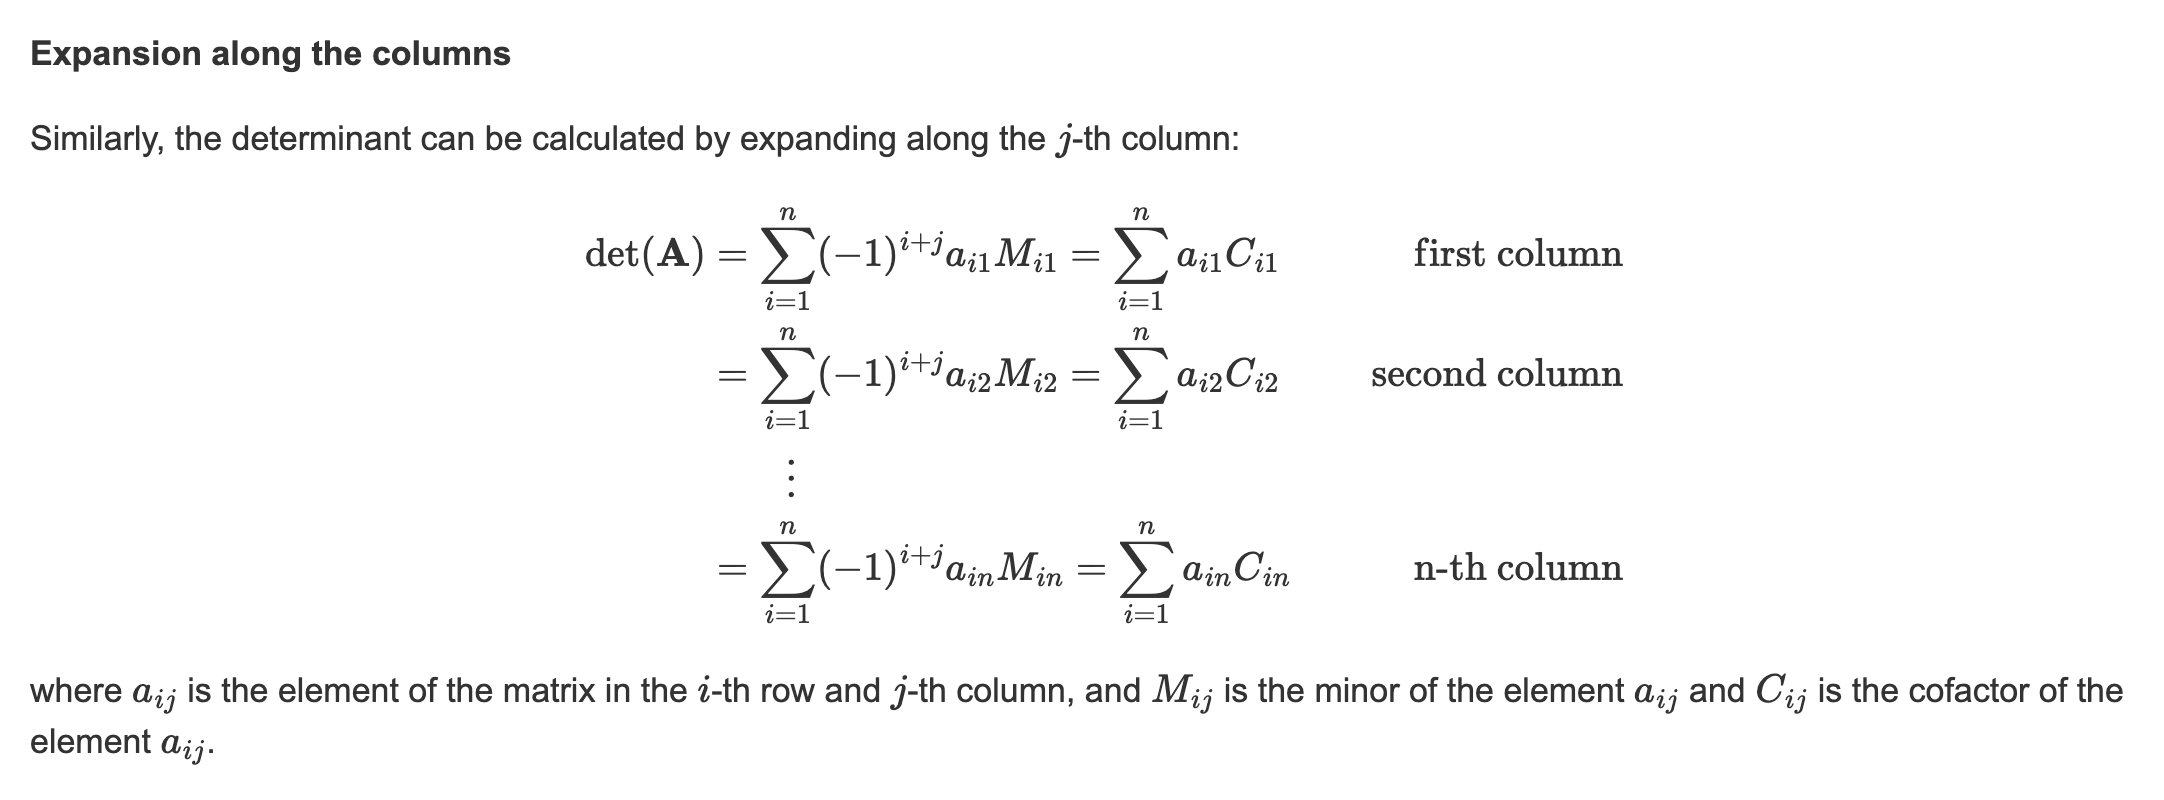 Expansion along the columns
Similarly, the determinant can be calculated by expanding along the j-th column:
det(A) = ∑_{i=1}^{n} (−1)^{i+j} a_{i1} M_{i1} = ∑_{i=1}^{n} a_{i1} C_{i1} first column
= ∑_{i=1}^{n} (−1)^{i+j} a_{i2} M_{i2} = ∑_{i=1}^{n} a_{i2} C_{i2} second column
⋮
= ∑_{i=1}^{n} (−1)^{i+j} a_{in} M_{in} = ∑_{i=1}^{n} a_{in} C_{in} n-th column
where a_{ij} is the element of the matrix in the i-th row and j-th column, and M_{ij} is the minor of the element a_{ij} and C_{ij} is the cofactor of the
element a_{ij}.